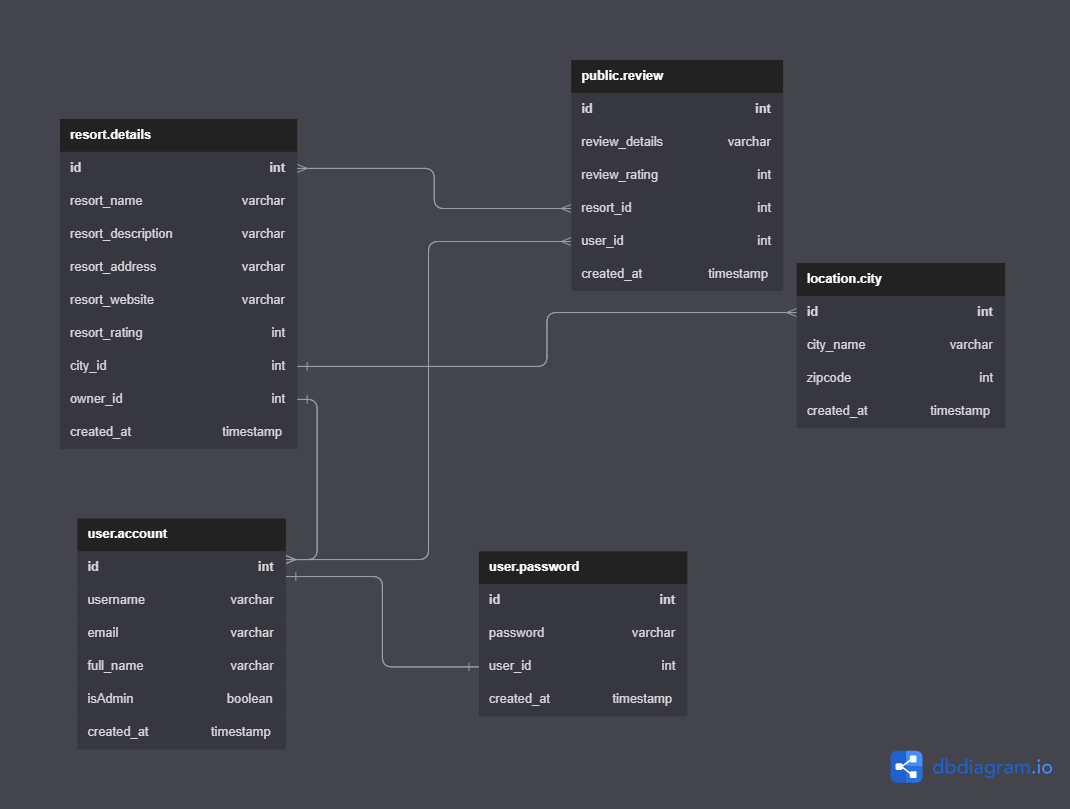 resort.details
id int
resort_name varchar
resort_description varchar
resort_address varchar
resort_website varchar
resort_rating int
city_id int
owner_id int
created_at timestamp
public.review
id int
review_details varchar
review_rating int
resort_id int
user_id int
created_at timestamp
location.city
id int
city_name varchar
zipcode int
created_at timestamp
user.account
id int
username varchar
email varchar
full_name varchar
isAdmin boolean
created_at timestamp
user.password
id int
password varchar
user_id int
created_at timestamp
dbdiagram.io